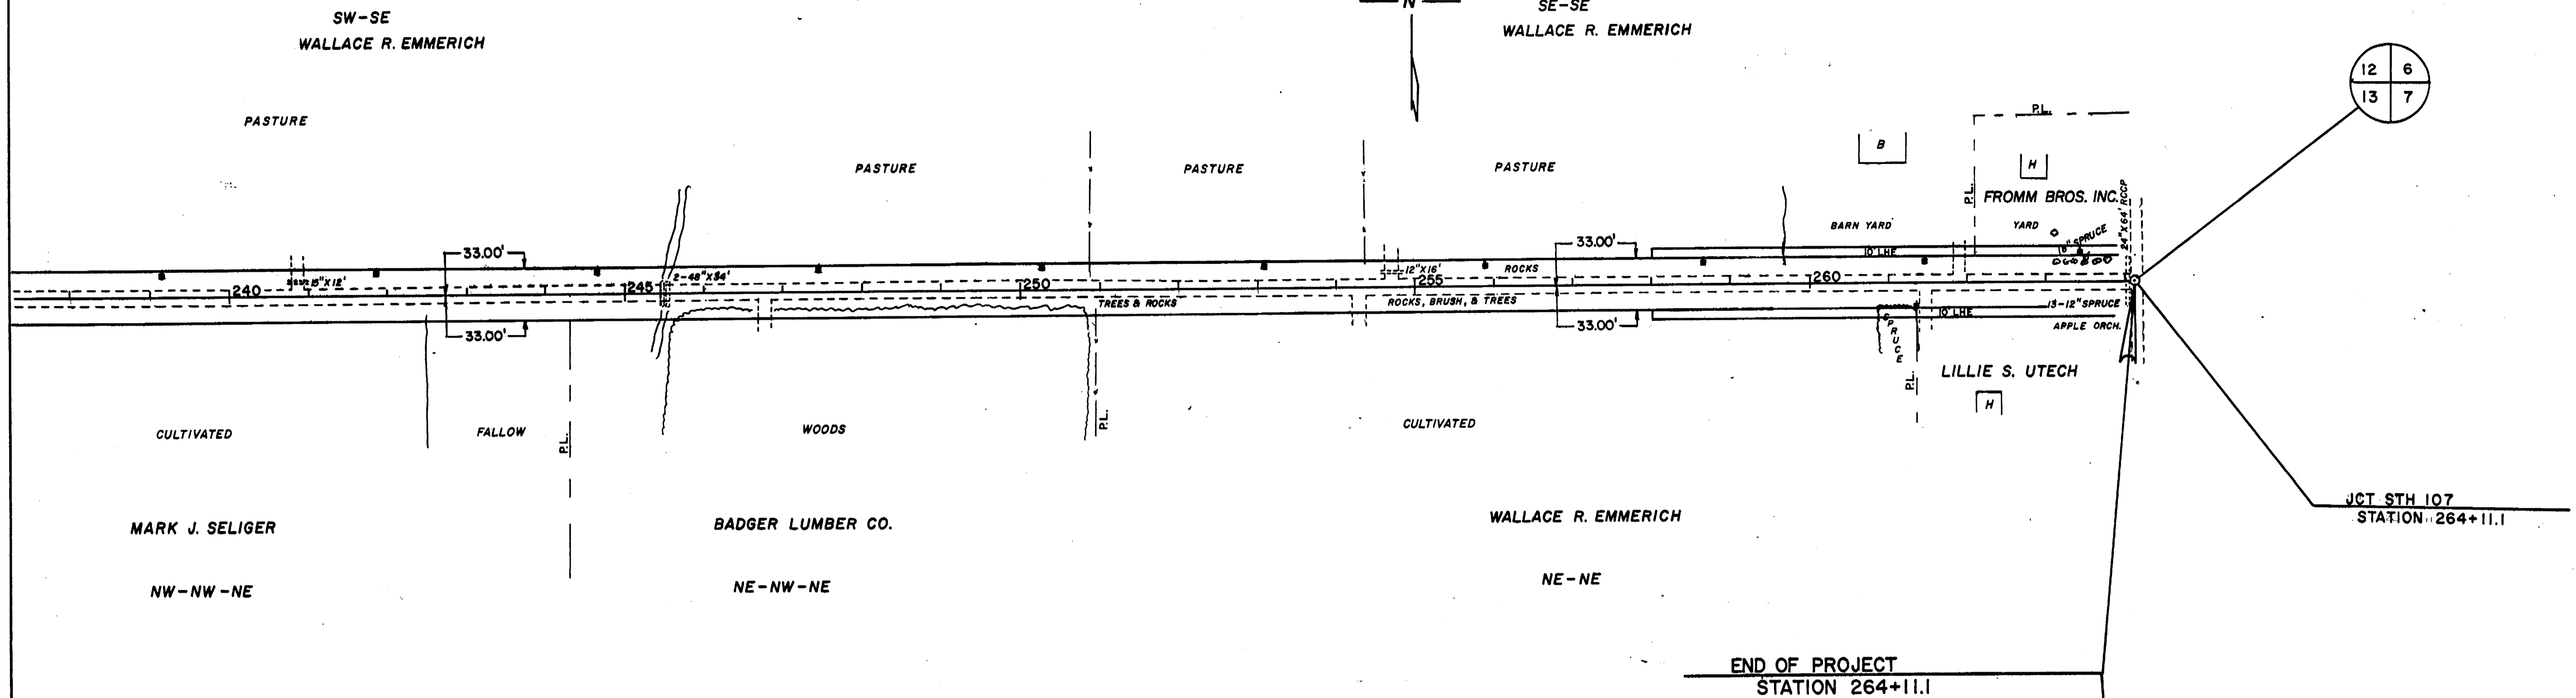 SW-SE
WALLACE R. EMMERICH
N
SE-SE
WALLACE R. EMMERICH
12 6
13 7
PASTURE
PASTURE
PASTURE
PASTURE
B
P.L.
H
P.L.
FROMM BROS. INC.
24"X64' RCCP
BARN YARD
YARD
SPRUCE
33.00'
33.00'
10' LHE
15"X12'
2-48"X34'
12"X16'
ROCKS
240
245
250
255
260
TREES & ROCKS
ROCKS, BRUSH, & TREES
13-12" SPRUCE
33.00'
33.00'
10' LHE
APPLE ORCH.
SPRUCE
P.L.
LILLIE S. UTECH
H
CULTIVATED
FALLOW
P.L.
WOODS
P.L.
CULTIVATED
MARK J. SELIGER
BADGER LUMBER CO.
WALLACE R. EMMERICH
NW-NW-NE
NE-NW-NE
NE-NE
JCT STH 107
STATION 264+11.1
END OF PROJECT
STATION 264+11.1